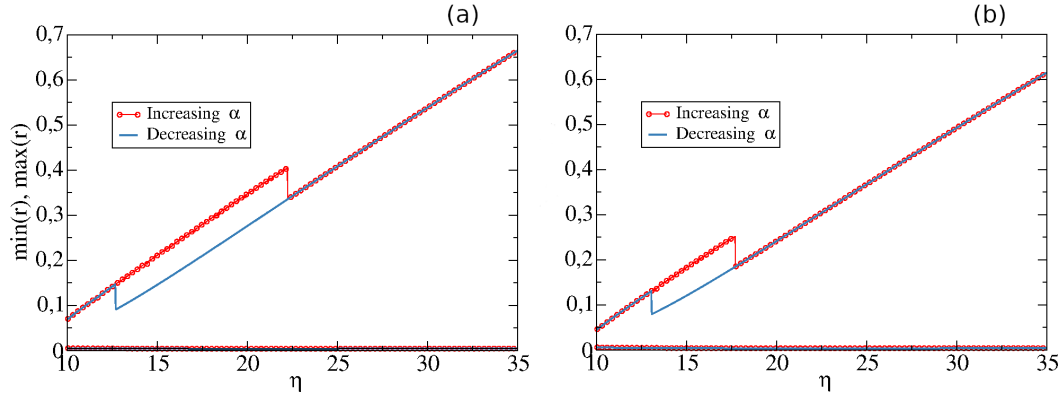 (a)
min(r), max(r)
0,7
0,6
0,5
0,4
0,3
0,2
0,1
0
Increasing α
Decreasing α
10 15 20 25 30 35
η
(b)
0,7
0,6
0,5
0,4
0,3
0,2
0,1
0
Increasing α
Decreasing α
10 15 20 25 30 35
η